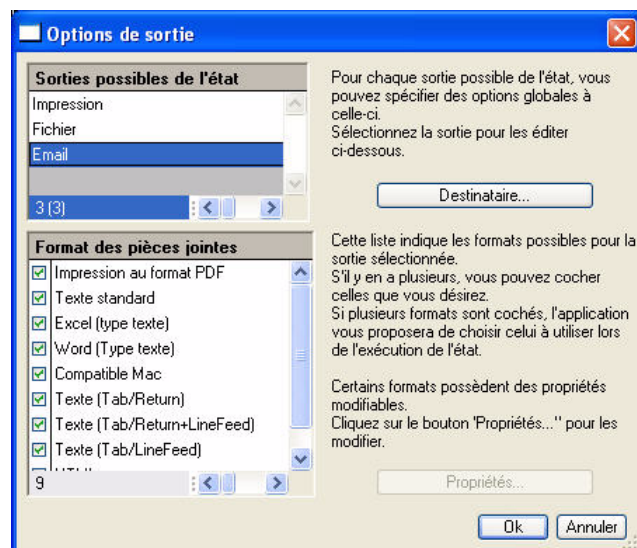 Options de sortie
Sorties possibles de l'état
Impression
Fichier
Email
3 (3)
Pour chaque sortie possible de l'état, vous
pouvez spécifier des options globales à
celle-ci.
Sélectionnez la sortie pour les éditer
ci-dessous.
Destinataire...
Format des pièces jointes
Impression au format PDF
Texte standard
Excel (type texte)
Word (Type texte)
Compatible Mac
Texte (Tab/Return)
Texte (Tab/Return+LineFeed)
Texte (Tab/LineFeed)
9
Cette liste indique les formats possibles pour la
sortie sélectionnée.
S'il y en a plusieurs, vous pouvez cocher
celles que vous désirez.
Si plusieurs formats sont cochés, l'application
vous proposera de choisir celui à utiliser lors
de l'exécution de l'état.
Certains formats possèdent des propriétés
modifiables.
Cliquez sur le bouton 'Propriétés...'' pour les
modifier.
Propriétés...
Ok
Annuler